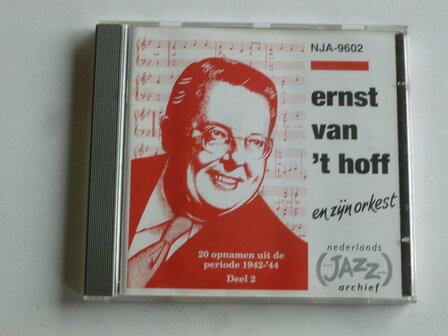 NJA-9602
ernst
van
't hoff
en zijn orkest
20 opnamen uit de
periode 1942-'44
Deel 2
nederlands
JAZZ
archief